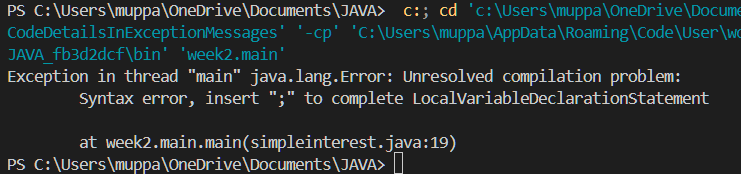 PS C:\Users\muppa\OneDrive\Documents\JAVA>  c:; cd 'c:\Users\muppa\OneDrive\Docume
CodeDetailsInExceptionMessages' '-cp' 'C:\Users\muppa\AppData\Roaming\Code\User\wo
JAVA_fb3d2dcf\bin' 'week2.main'
Exception in thread "main" java.lang.Error: Unresolved compilation problem:
        Syntax error, insert ";" to complete LocalVariableDeclarationStatement

        at week2.main.main(simpleinterest.java:19)
PS C:\Users\muppa\OneDrive\Documents\JAVA>